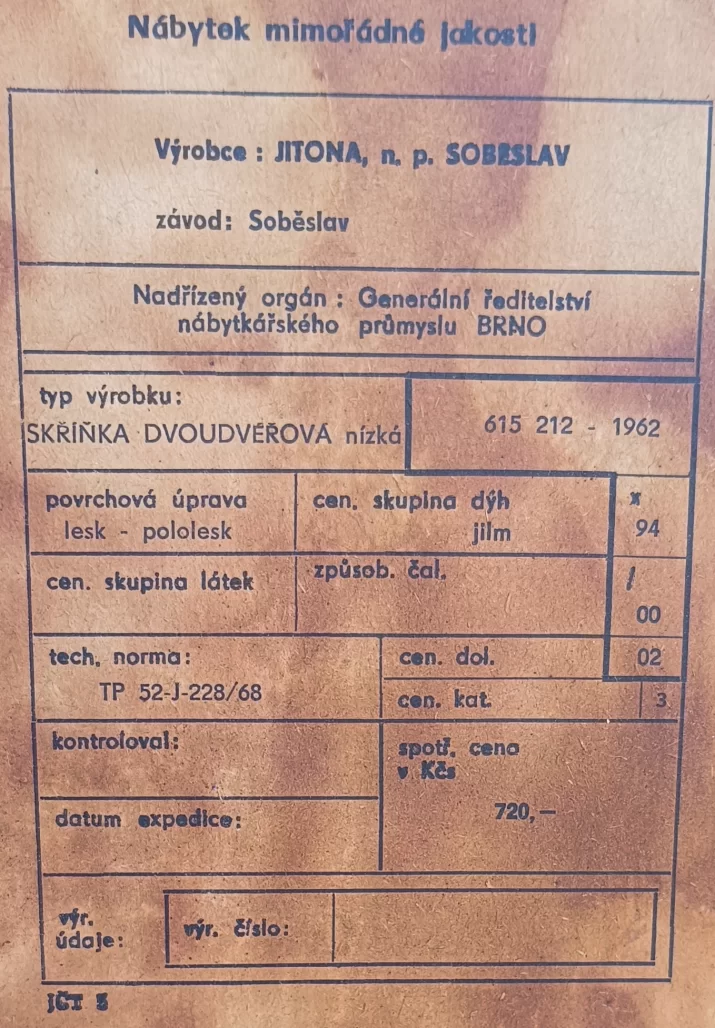 Nábytek mimořádné jakosti
Výrobce : JITONA, n. p. SOBĚSLAV
závod: Soběslav
Nadřízený orgán : Generální ředitelství
nábytkářského průmyslu BRNO
typ výrobku:
SKŘÍŇKA DVOUDVÉŘOVÁ nízká
615 212 - 1962
povrchová úprava
lesk - pololesk
cen. skupina dýh
jilm
x
94
cen. skupina látek
způsob. čal.
/
00
tech. norma:
TP 52-J-228/68
cen. dol.
02
cen. kat.
3
kontroloval:
spotř. cena
v Kčs
720,—
datum expedice:
výr.
údaje:
výr. číslo:
JČT 5